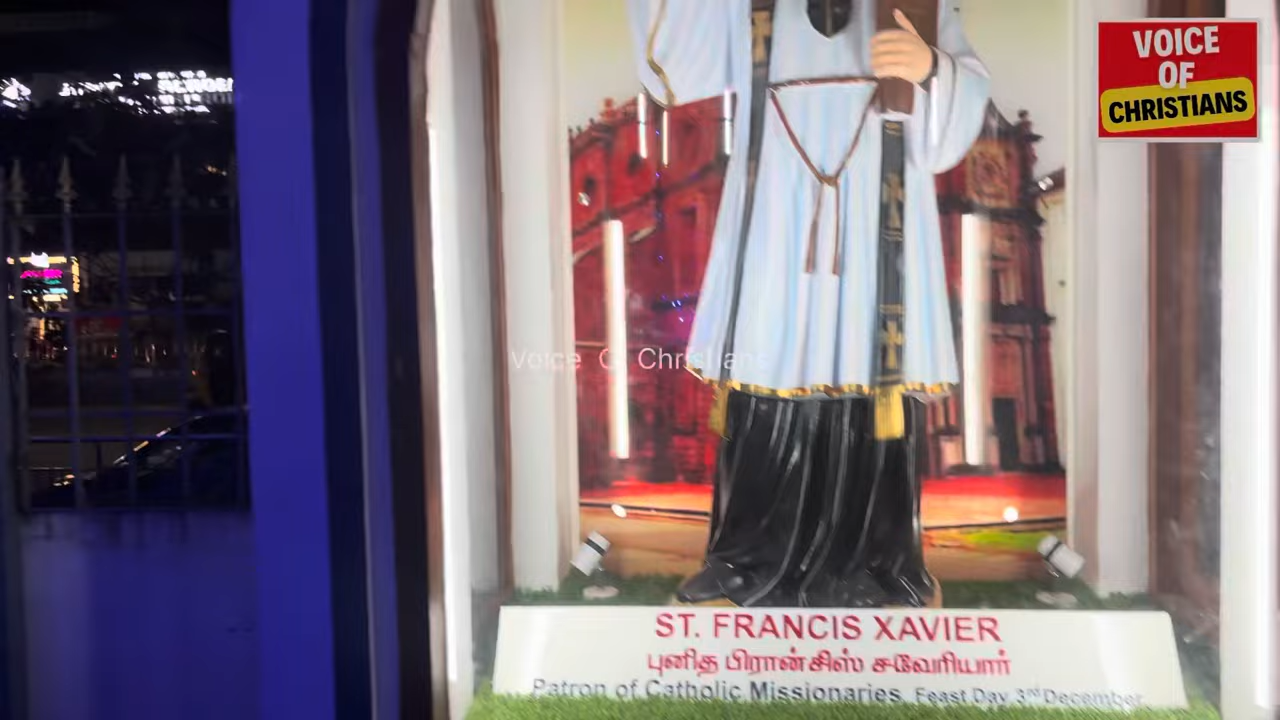 VOICE
OF
CHRISTIANS
Voice Of Christians
ST. FRANCIS XAVIER
புனித பிரான்சிஸ் சவேரியார்
Patron of Catholic Missionaries. Feast Day 3rd December